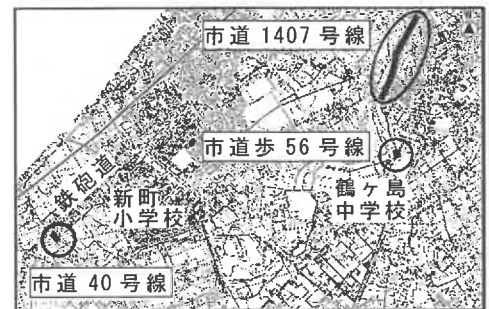 市道 1407 号線
市道歩 56 号線
鉄砲道
新町
小学校
鶴ヶ島
中学校
市道 40 号線